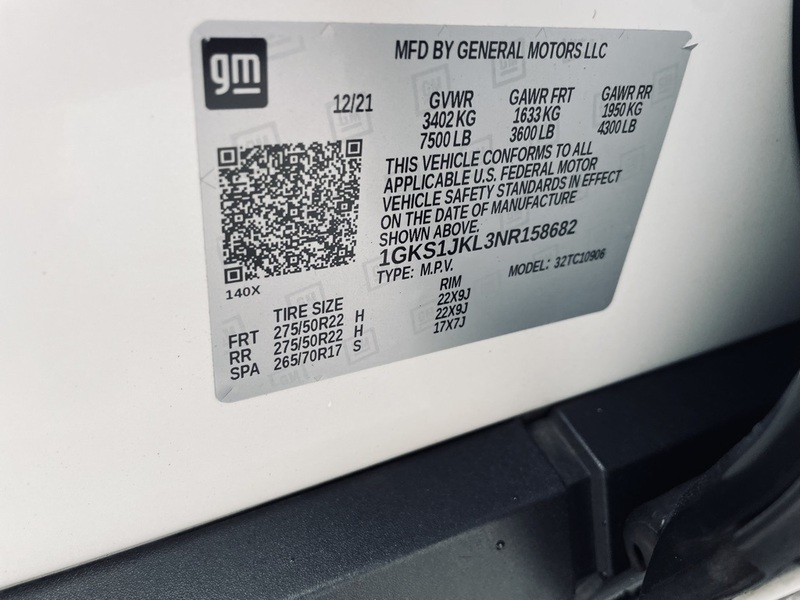 gm
MFD BY GENERAL MOTORS LLC
12/21 GVWR GAWR FRT GAWR RR
3402 KG 1633 KG 1950 KG
7500 LB 3600 LB 4300 LB
THIS VEHICLE CONFORMS TO ALL
APPLICABLE U.S. FEDERAL MOTOR
VEHICLE SAFETY STANDARDS IN EFFECT
ON THE DATE OF MANUFACTURE
SHOWN ABOVE.
1GKS1JKL3NR158682
TYPE: M.P.V. MODEL: 32TC10906
140X
TIRE SIZE RIM
FRT 275/50R22 H 22X9J
RR 275/50R22 H 22X9J
SPA 265/70R17 S 17X7J